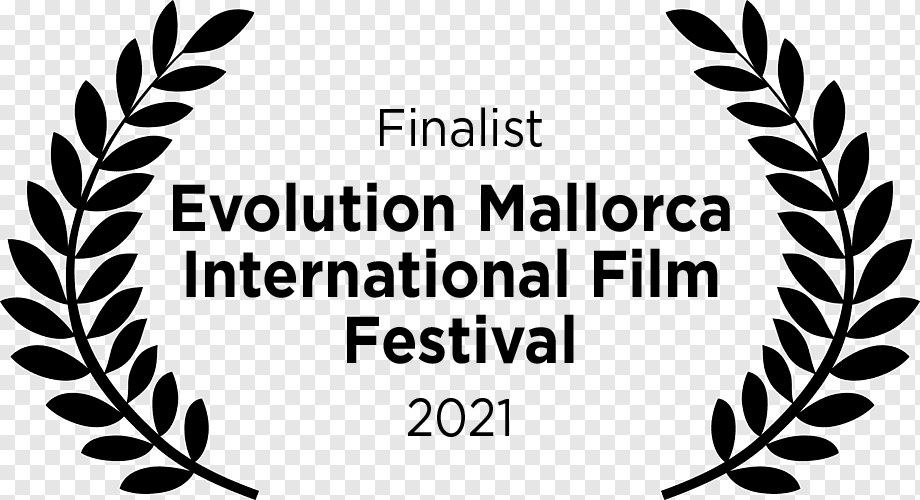 Finalist
Evolution Mallorca
International Film
Festival
2021